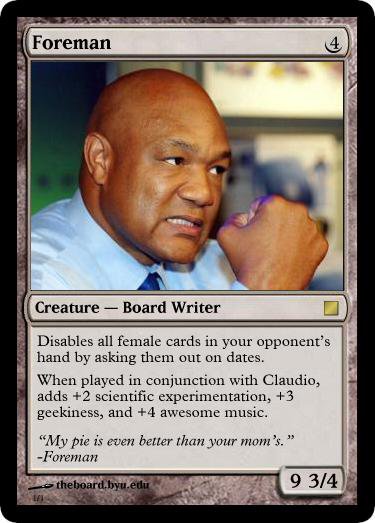 Foreman 4
Creature — Board Writer
Disables all female cards in your opponent's
hand by asking them out on dates.
When played in conjunction with Claudio,
adds +2 scientific experimentation, +3
geekiness, and +4 awesome music.
“My pie is even better than your mom's.”
-Foreman
9 3/4
theboard.byu.edu
1/1